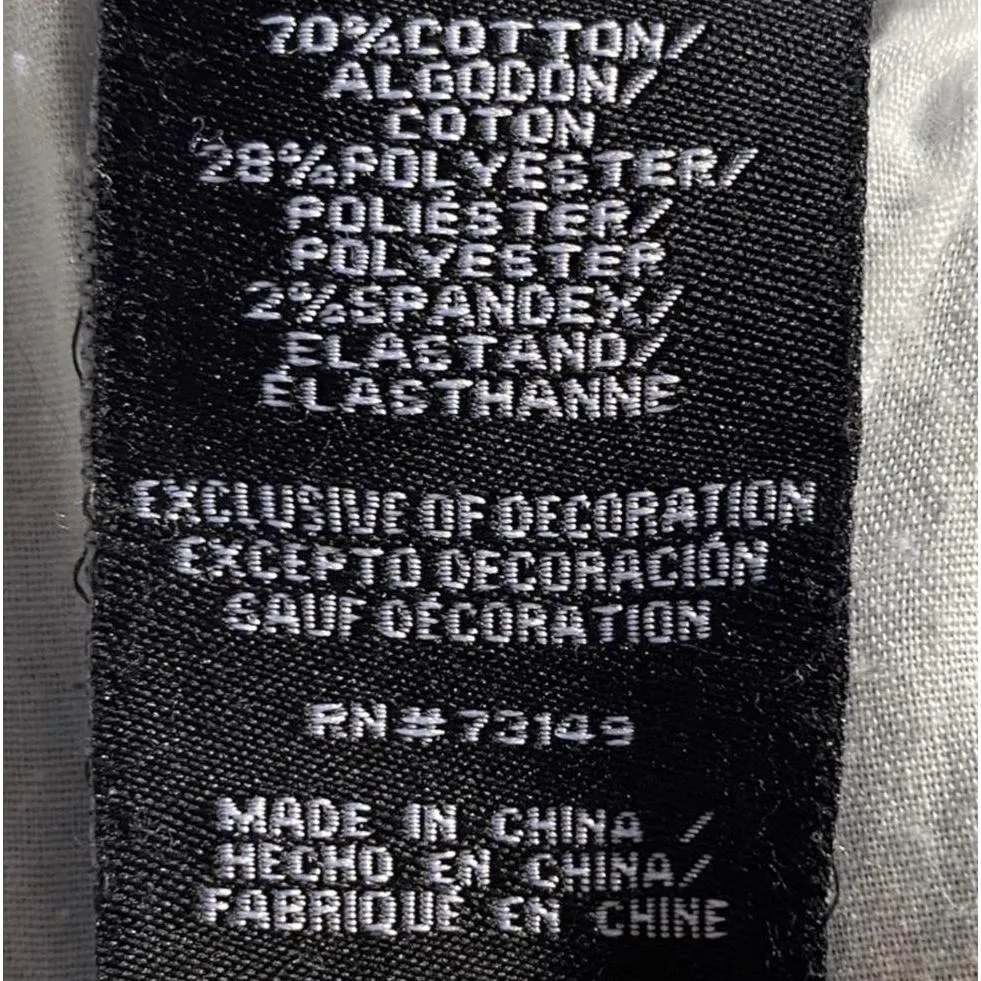 70%COTTON/
ALGODÓN/
COTON
28%POLYESTER/
POLIÉSTER/
POLYESTER
2%SPANDEX/
ELASTANO/
ÉLASTHANNE
EXCLUSIVE OF DECORATION
EXCEPTO DECORACIÓN
SAUF DÉCORATION
RN# 73149
MADE IN CHINA /
HECHO EN CHINA/
FABRIQUÉ EN CHINE